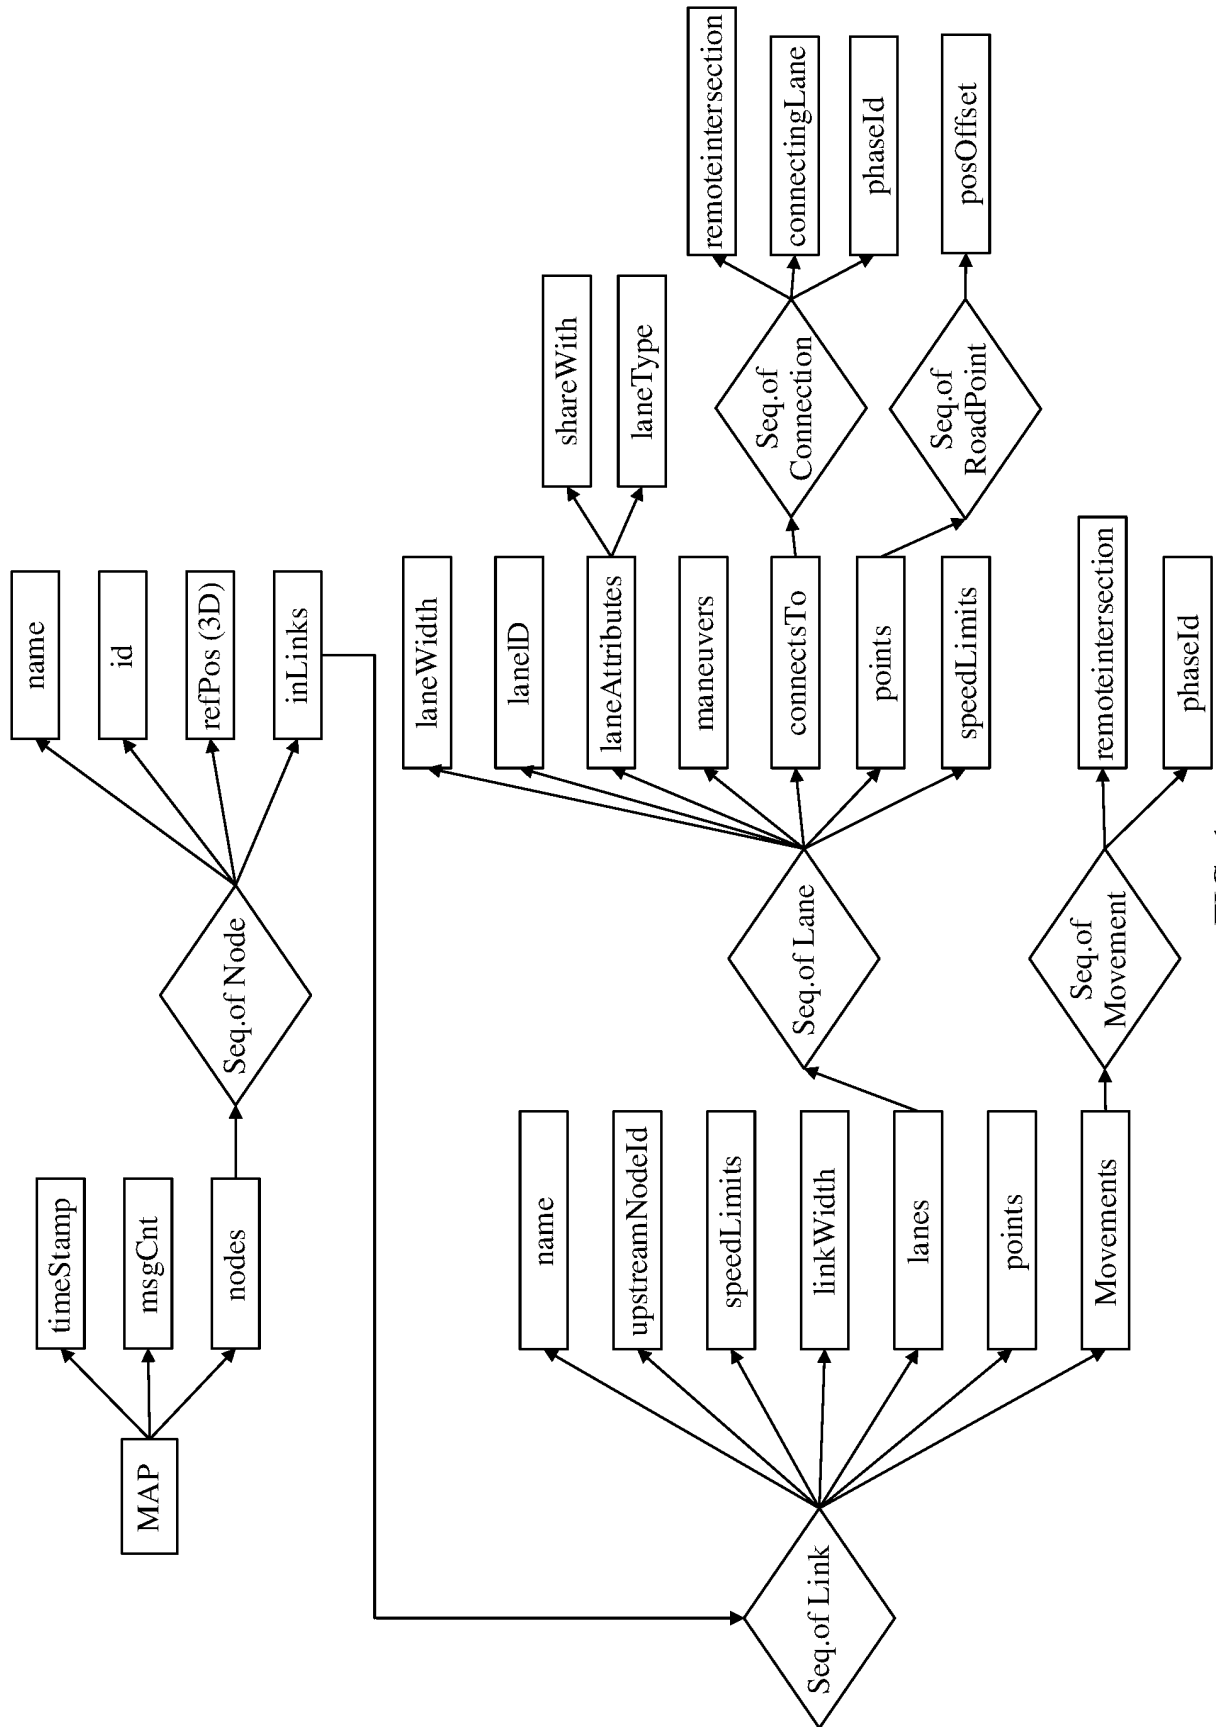 MAP
timeStamp
msgCnt
nodes
Seq.of Node
name
id
refPos (3D)
inLinks
Seq.of Link
name
upstreamNodeId
speedLimits
linkWidth
lanes
points
Movements
Seq.of Lane
laneWidth
laneID
laneAttributes
maneuvers
connectsTo
points
speedLimits
shareWith
laneType
Seq.of
Connection
remoteintersection
connectingLane
phaseId
Seq.of
RoadPoint
posOffset
Seq.of
Movement
remoteintersection
phaseId